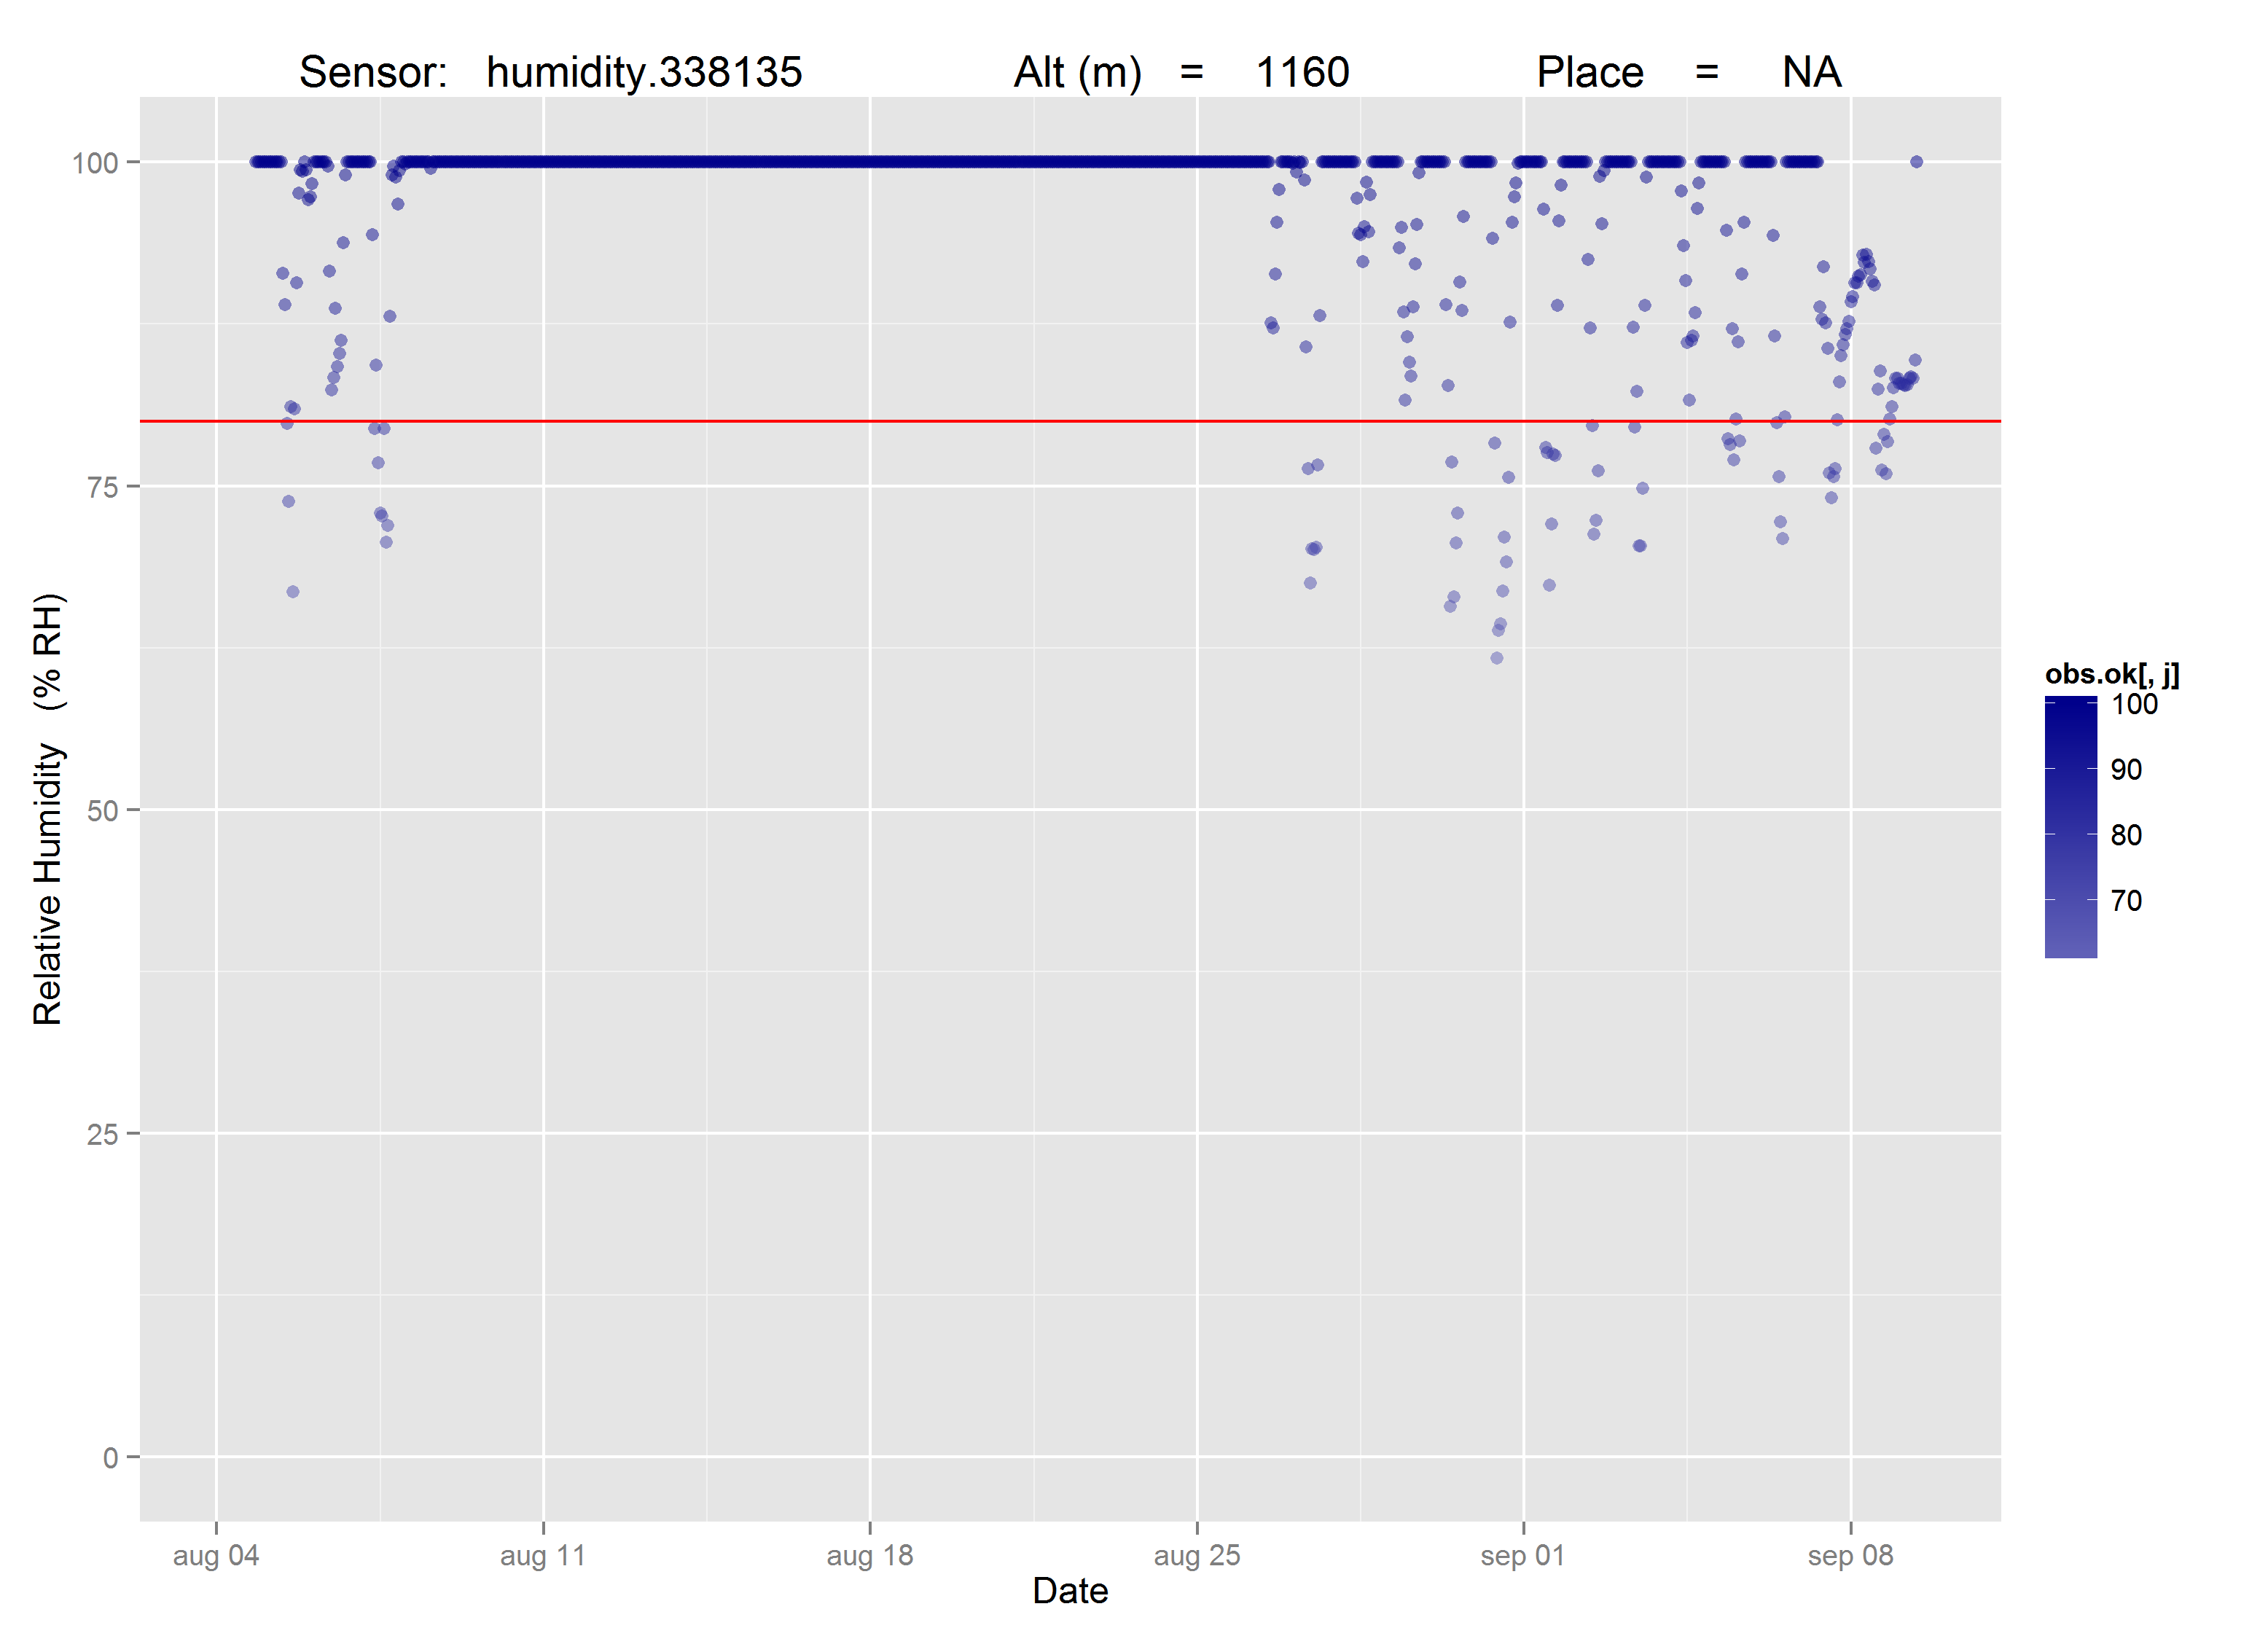 Sensor: humidity.338135 Alt (m) = 1160 Place = NA
100
75
50
25
0
Relative Humidity (% RH)
aug 04 aug 11 aug 18 aug 25 sep 01 sep 08
Date
obs.ok[, j]
100
90
80
70